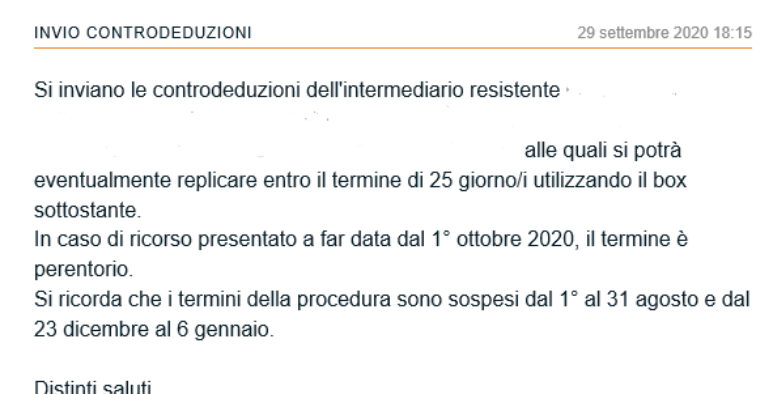 INVIO CONTRODEDUZIONI
29 settembre 2020 18:15
Si inviano le controdeduzioni dell'intermediario resistente
alle quali si potrà
eventualmente replicare entro il termine di 25 giorno/i utilizzando il box
sottostante.
In caso di ricorso presentato a far data dal 1° ottobre 2020, il termine è
perentorio.
Si ricorda che i termini della procedura sono sospesi dal 1° al 31 agosto e dal
23 dicembre al 6 gennaio.
Distinti saluti